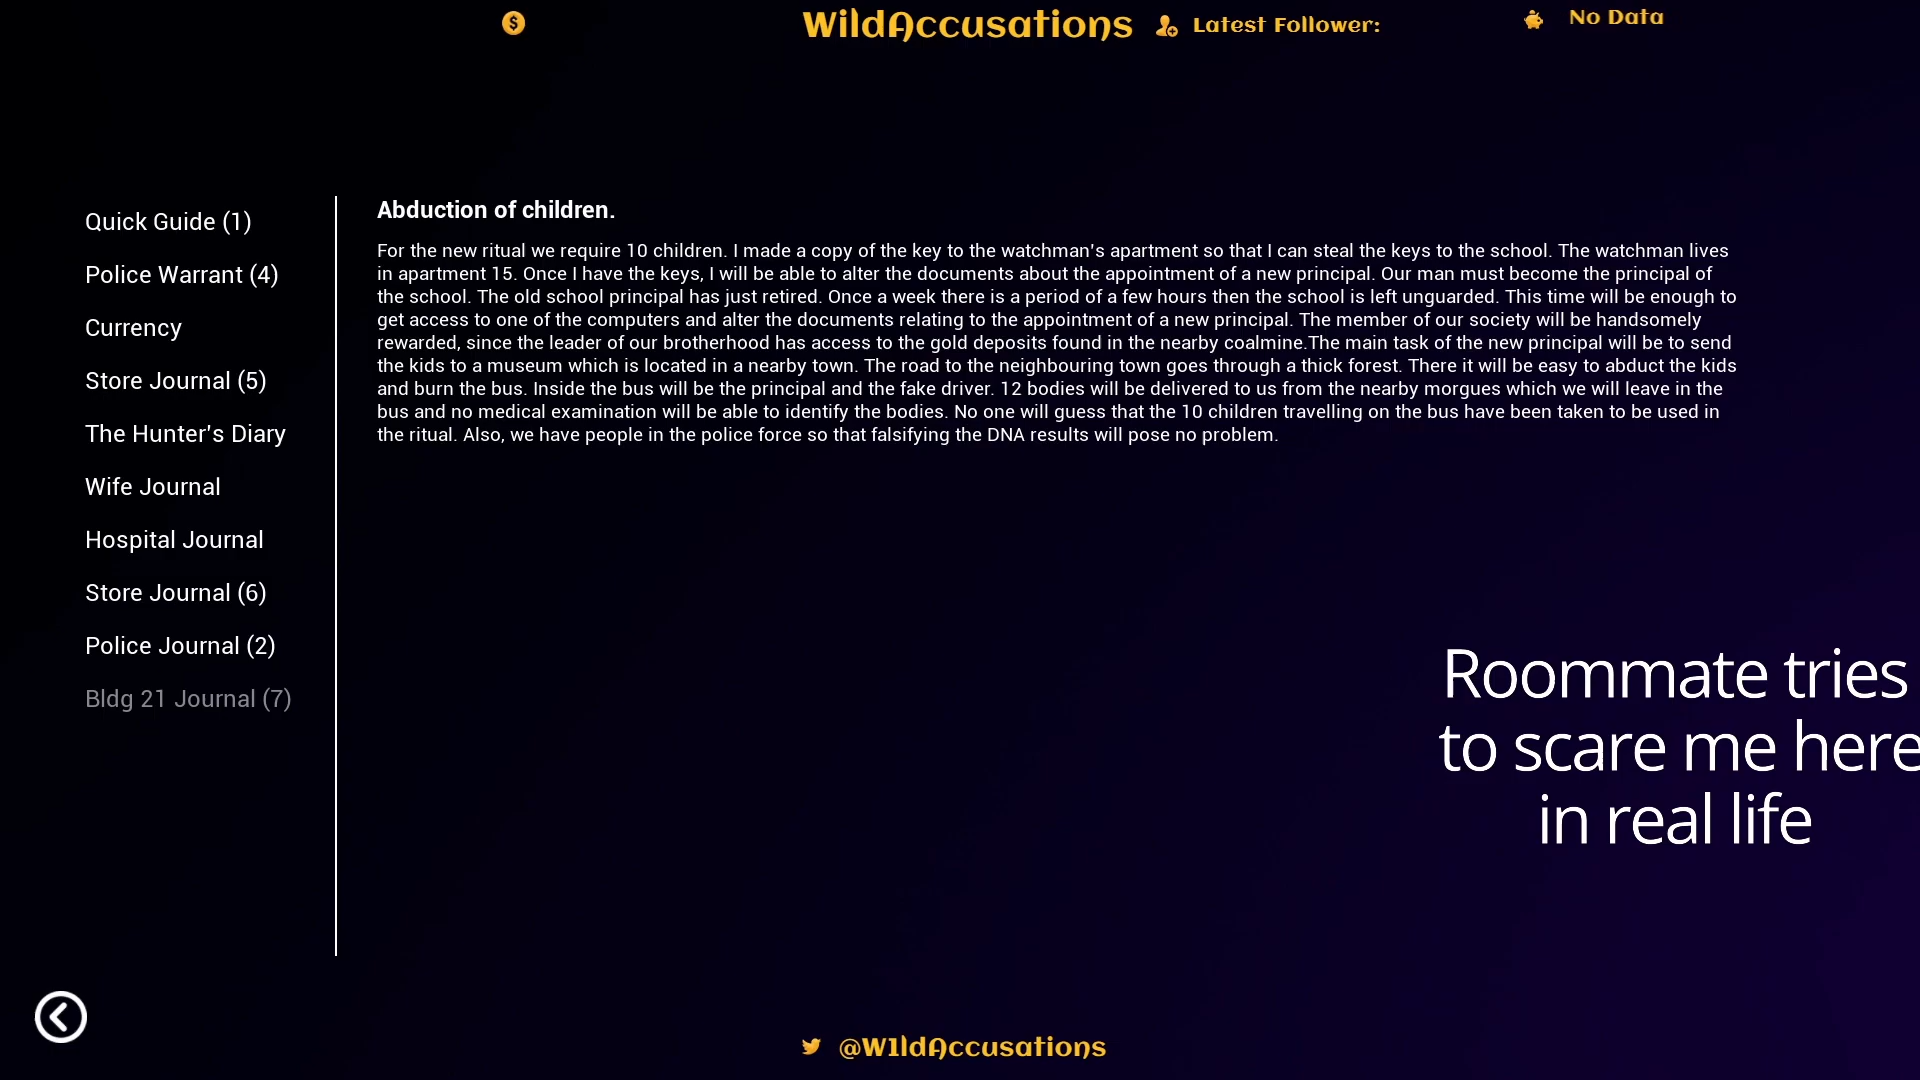 WildAccusations
Latest Follower:
No Data
Quick Guide (1)
Police Warrant (4)
Currency
Store Journal (5)
The Hunter's Diary
Wife Journal
Hospital Journal
Store Journal (6)
Police Journal (2)
Bldg 21 Journal (7)
Abduction of children.
For the new ritual we require 10 children. I made a copy of the key to the watchman's apartment so that I can steal the keys to the school. The watchman lives
in apartment 15. Once I have the keys, I will be able to alter the documents about the appointment of a new principal. Our man must become the principal of
the school. The old school principal has just retired. Once a week there is a period of a few hours then the school is left unguarded. This time will be enough to
get access to one of the computers and alter the documents relating to the appointment of a new principal. The member of our society will be handsomely
rewarded, since the leader of our brotherhood has access to the gold deposits found in the nearby coalmine.The main task of the new principal will be to send
the kids to a museum which is located in a nearby town. The road to the neighbouring town goes through a thick forest. There it will be easy to abduct the kids
and burn the bus. Inside the bus will be the principal and the fake driver. 12 bodies will be delivered to us from the nearby morgues which we will leave in the
bus and no medical examination will be able to identify the bodies. No one will guess that the 10 children travelling on the bus have been taken to be used in
the ritual. Also, we have people in the police force so that falsifying the DNA results will pose no problem.
Roommate tries
to scare me here
in real life
@W1ldAccusations